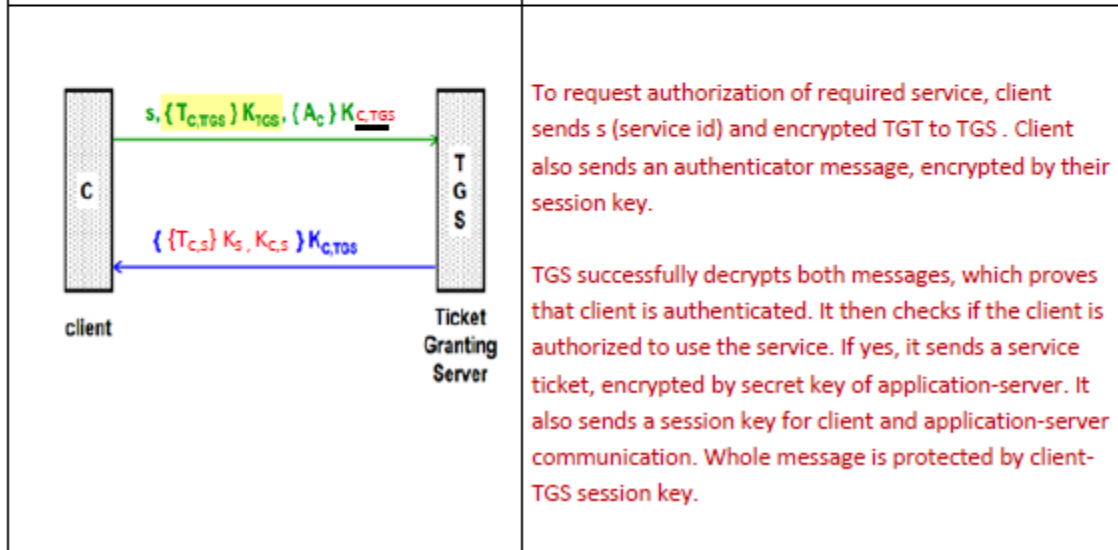 s, {T_C,TGS} K_TGS, {A_C} K_C,TGS
C
T
G
S
{ {T_C,s} K_s, K_C,s } K_C,TGS
client
Ticket
Granting
Server
To request authorization of required service, client
sends s (service id) and encrypted TGT to TGS . Client
also sends an authenticator message, encrypted by their
session key.
TGS successfully decrypts both messages, which proves
that client is authenticated. It then checks if the client is
authorized to use the service. If yes, it sends a service
ticket, encrypted by secret key of application-server. It
also sends a session key for client and application-server
communication. Whole message is protected by client-
TGS session key.